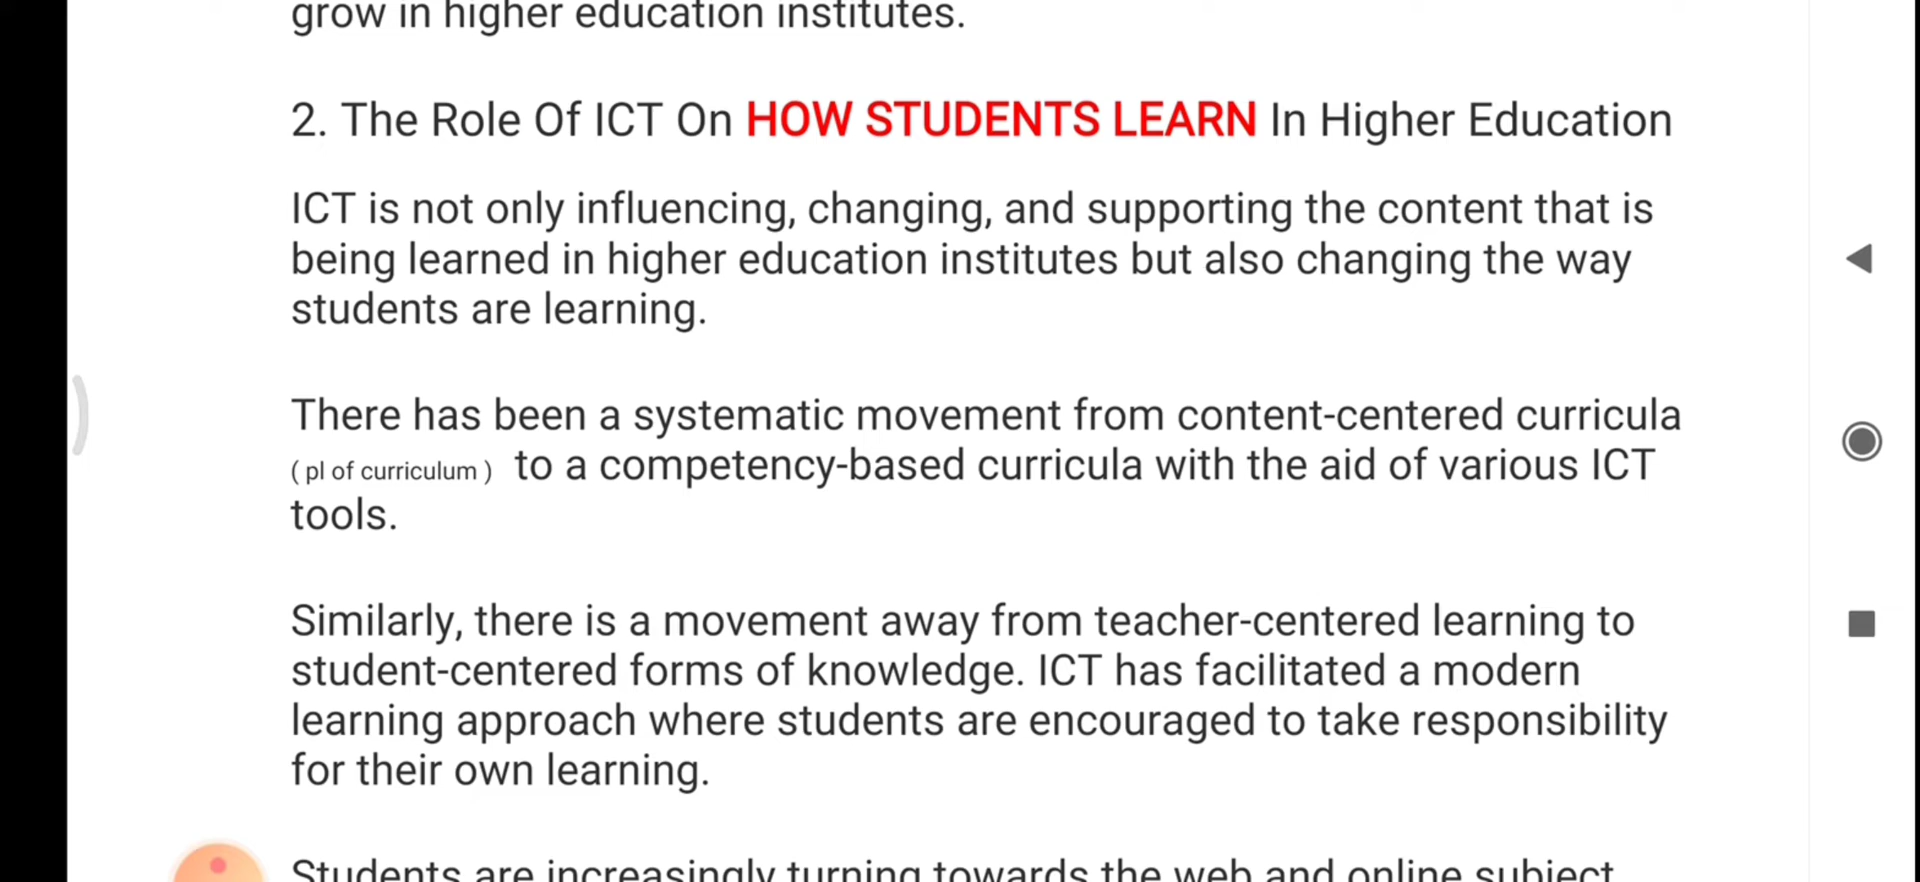 grow in higher education institutes.
2. The Role Of ICT On HOW STUDENTS LEARN In Higher Education
ICT is not only influencing, changing, and supporting the content that is
being learned in higher education institutes but also changing the way
students are learning.
There has been a systematic movement from content-centered curricula
( pl of curriculum ) to a competency-based curricula with the aid of various ICT
tools.
Similarly, there is a movement away from teacher-centered learning to
student-centered forms of knowledge. ICT has facilitated a modern
learning approach where students are encouraged to take responsibility
for their own learning.
Students are increasingly turning towards the web and online subject